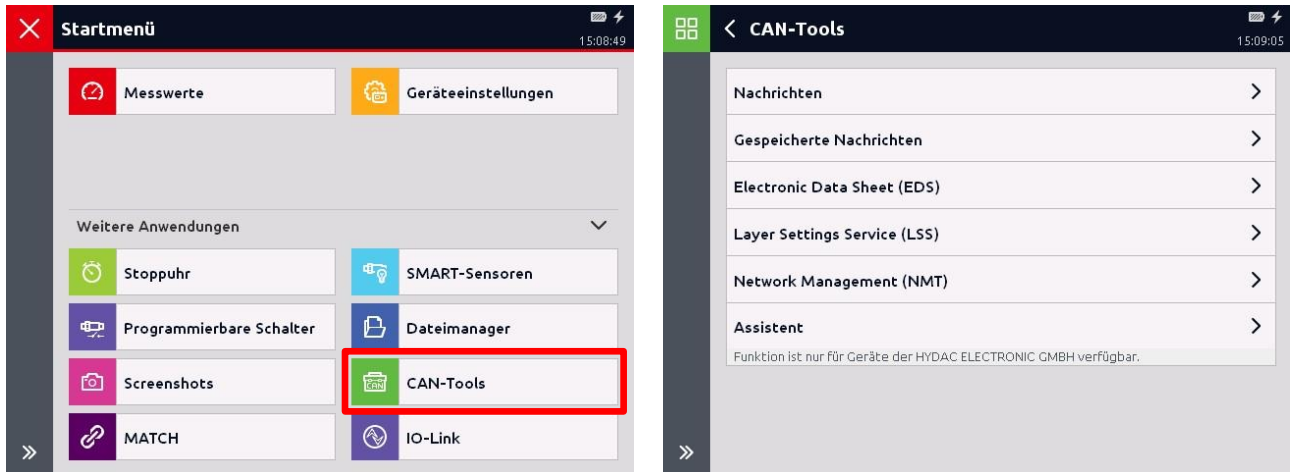 Startmenü
15:08:49
Messwerte
Geräteeinstellungen
Weitere Anwendungen
Stoppuhr
SMART-Sensoren
Programmierbare Schalter
Dateimanager
Screenshots
CAN
CAN-Tools
MATCH
IO-Link
CAN-Tools
15:09:05
Nachrichten
Gespeicherte Nachrichten
Electronic Data Sheet (EDS)
Layer Settings Service (LSS)
Network Management (NMT)
Assistent
Funktion ist nur für Geräte der HYDAC ELECTRONIC GMBH verfügbar.